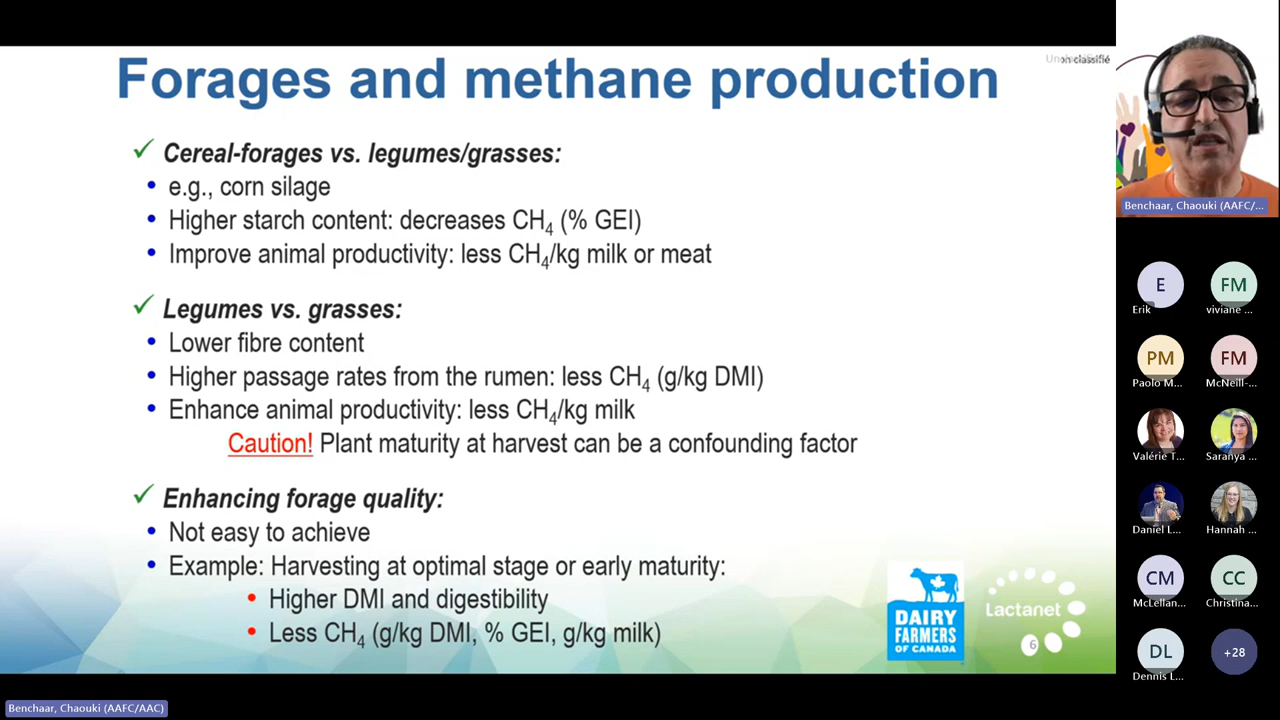 Forages and methane production
✓ Cereal-forages vs. legumes/grasses:
• e.g., corn silage
• Higher starch content: decreases CH4 (% GEI)
• Improve animal productivity: less CH4/kg milk or meat
✓ Legumes vs. grasses:
• Lower fibre content
• Higher passage rates from the rumen: less CH4 (g/kg DMI)
• Enhance animal productivity: less CH4/kg milk
Caution! Plant maturity at harvest can be a confounding factor
✓ Enhancing forage quality:
• Not easy to achieve
• Example: Harvesting at optimal stage or early maturity:
• Higher DMI and digestibility
• Less CH4 (g/kg DMI, % GEI, g/kg milk)
DAIRY
FARMERS
OF CANADA
Lactanet
6
Benchaar, Chaouki (AAFC/AAC)
Benchaar, Chaouki (AAFC/...
E
Erik
FM
viviane ...
PM
Paolo M...
FM
McNeill-...
Valérie T...
Saranya ...
Daniel L...
Hannah ...
CM
McLellan...
CC
Christina...
DL
Dennis L...
+28